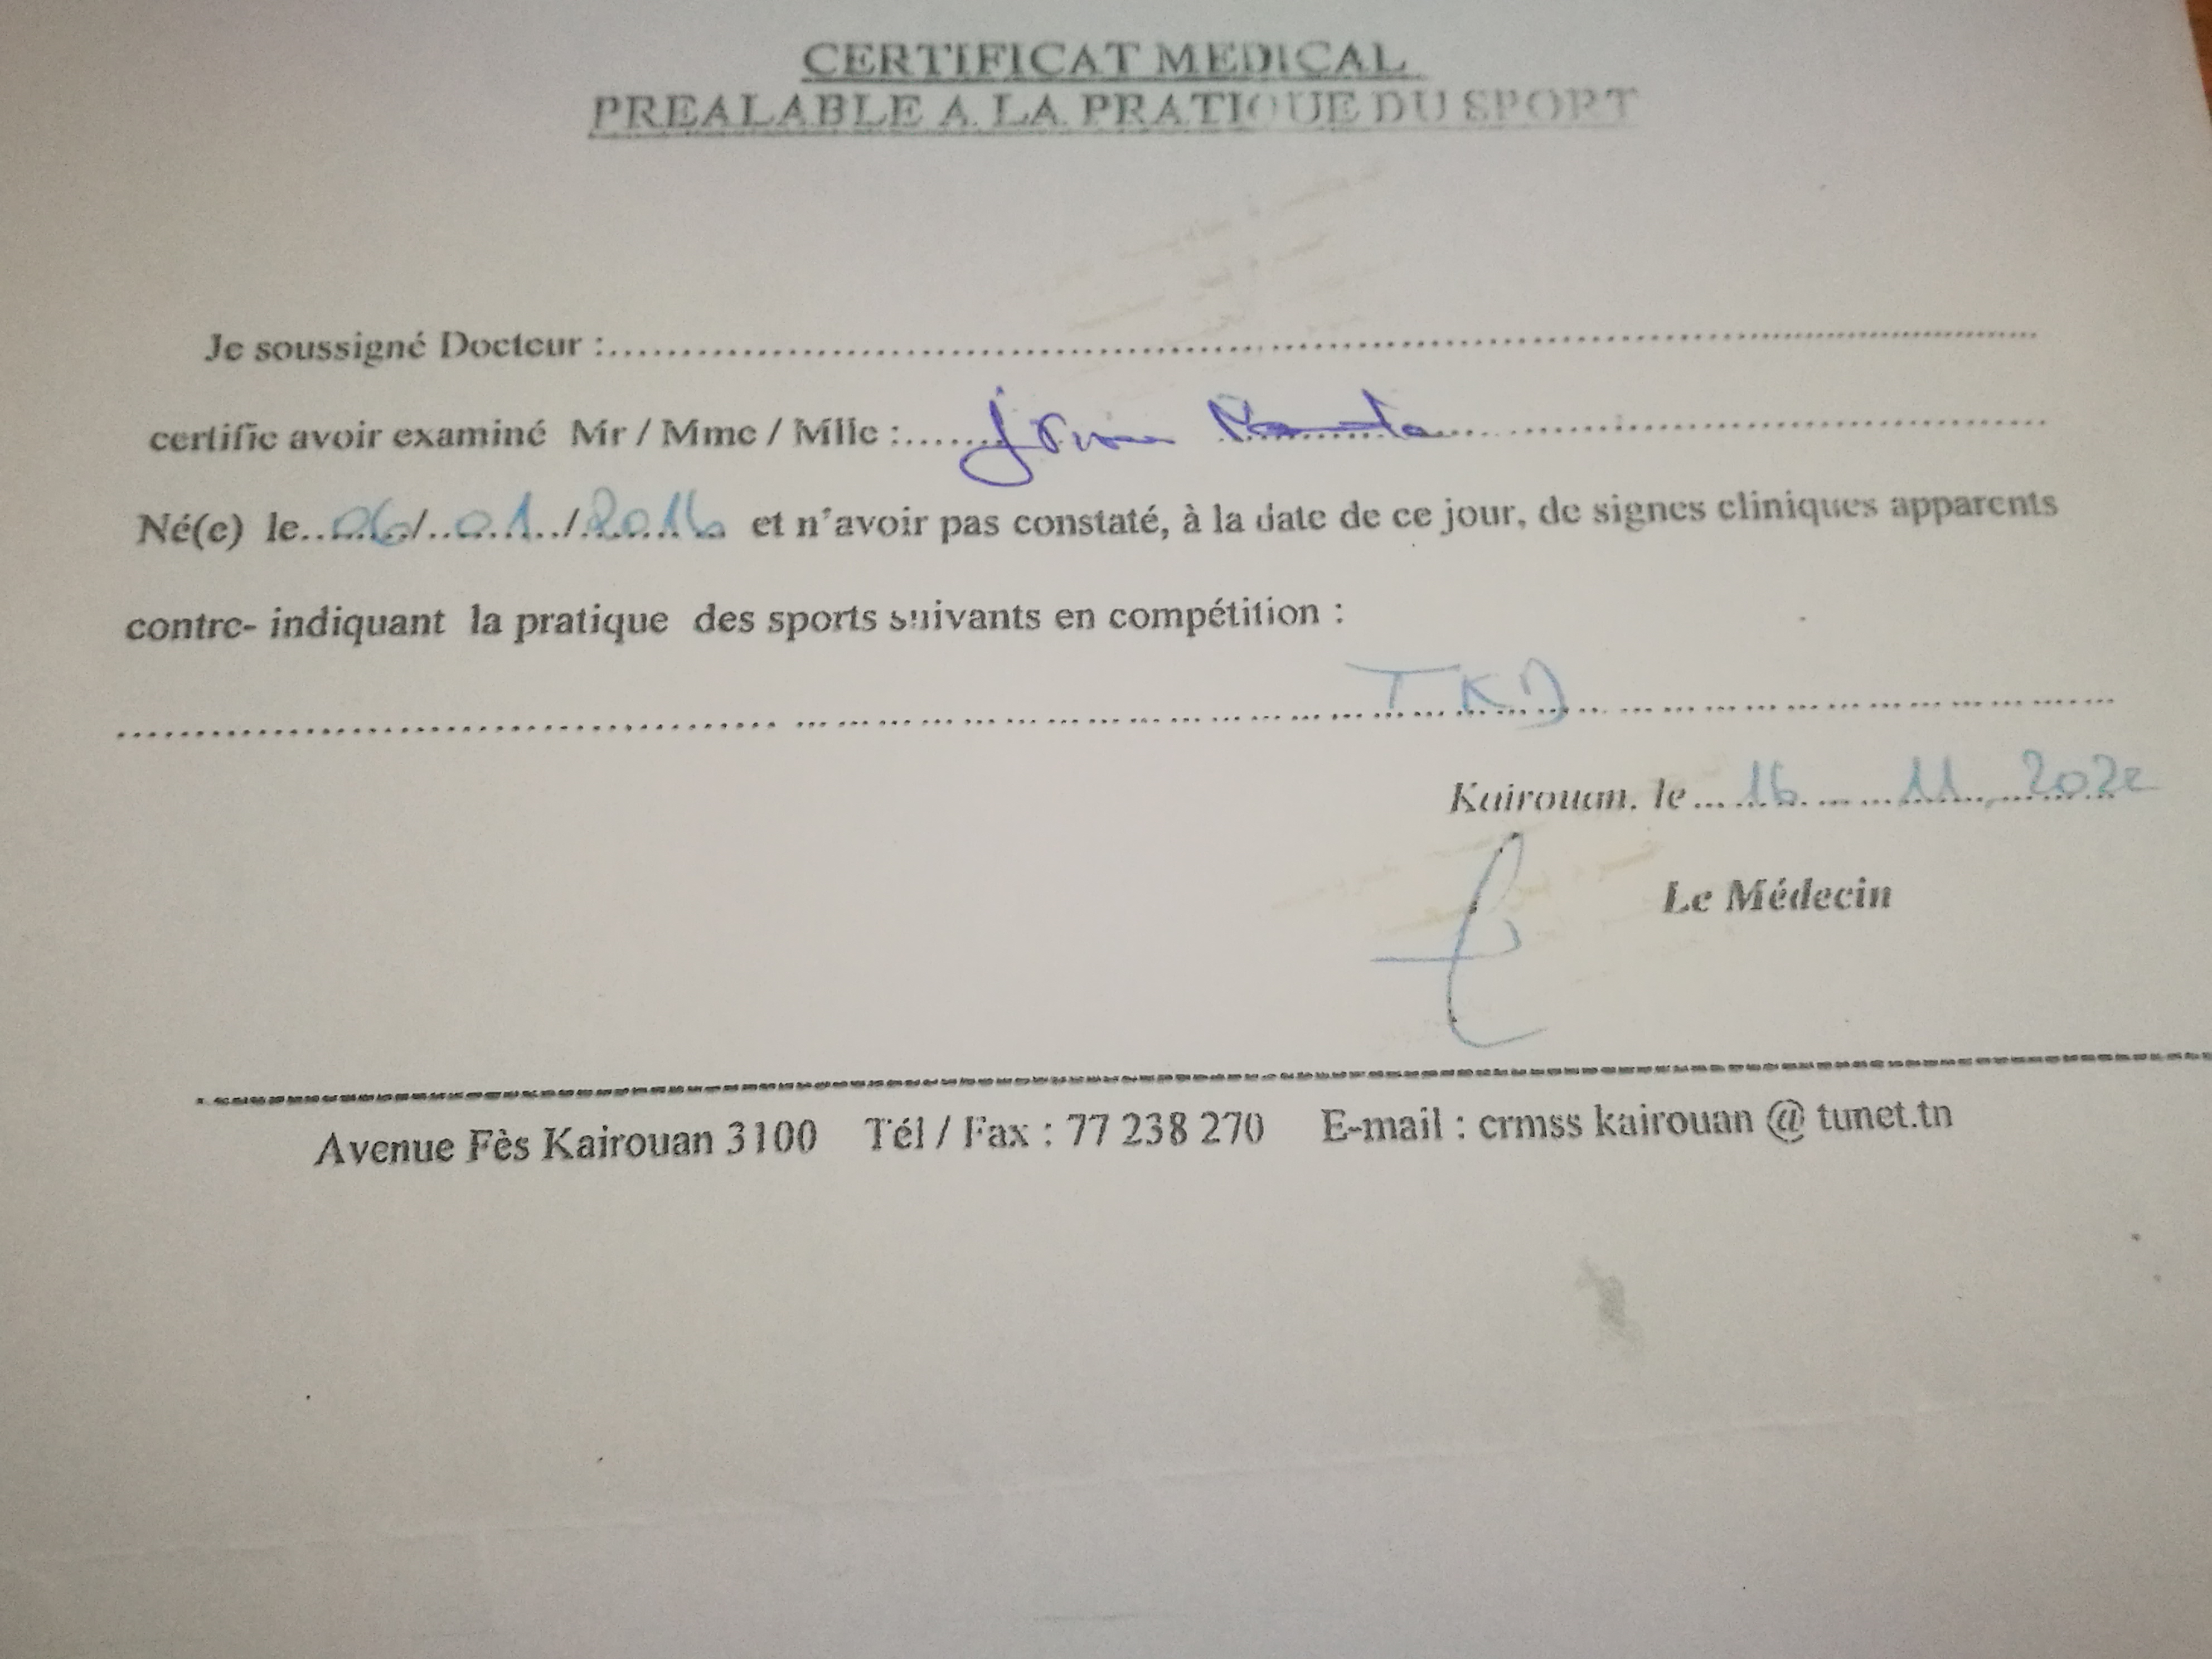 CERTIFICAT MEDICAL
PREALABLE A LA PRATIQUE DU SPORT
Je soussigné Docteur :
certifie avoir examiné Mr / Mme / Mlle :
Né(e) le 06 / 01 / 2016 et n'avoir pas constaté, à la date de ce jour, de signes cliniques apparents
contre- indiquant la pratique des sports suivants en compétition :
TKD
Kairouan. le 16 11 2022
Le Médecin
Avenue Fès Kairouan 3100 Tél / Fax : 77 238 270 E-mail : crmss kairouan @ tunet.tn